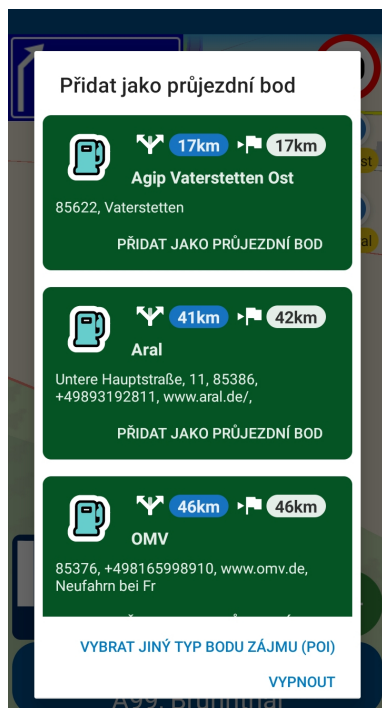 Přidat jako průjezdní bod
17km 17km
Agip Vaterstetten Ost
85622, Vaterstetten
PŘIDAT JAKO PRŮJEZDNÍ BOD
41km 42km
Aral
Untere Hauptstraße, 11, 85386,
+49893192811, www.aral.de/,
PŘIDAT JAKO PRŮJEZDNÍ BOD
46km 46km
OMV
85376, +498165998910, www.omv.de,
Neufahrn bei Fr
VYBRAT JINÝ TYP BODU ZÁJMU (POI)
VYPNOUT
A99, Brunnthal